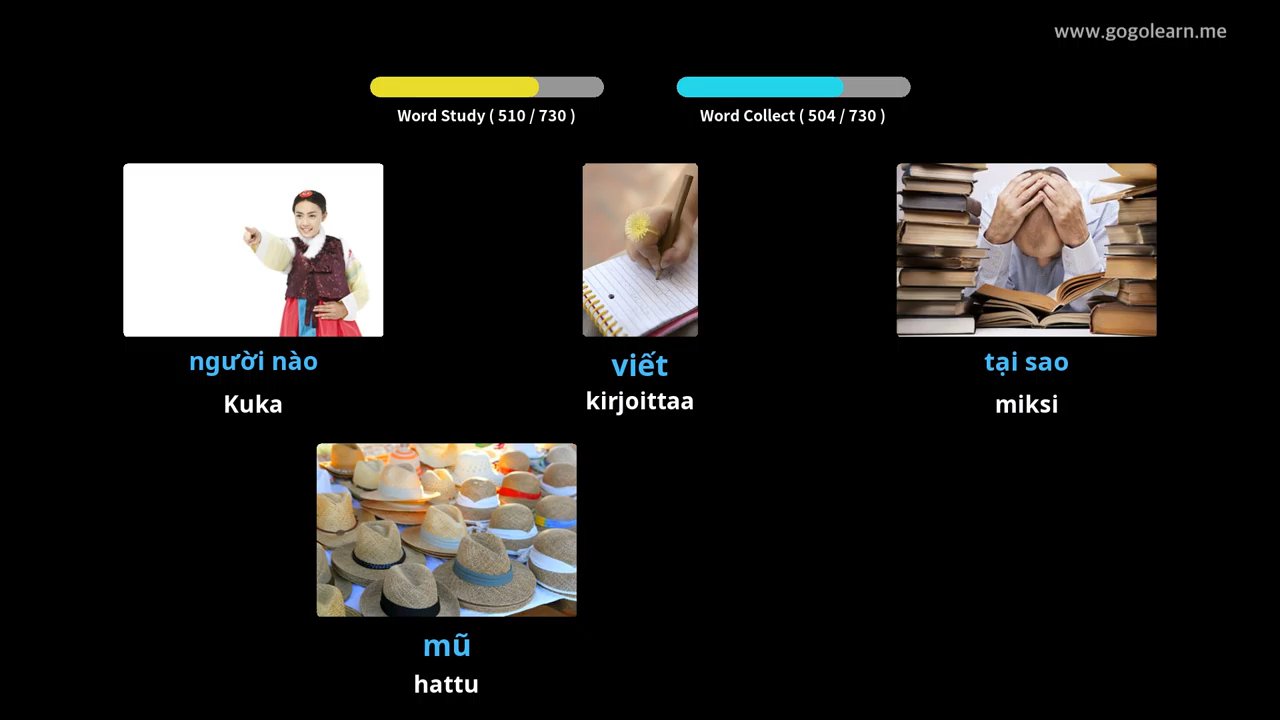 www.gogolearn.me
Word Study ( 510 / 730 )
Word Collect ( 504 / 730 )
người nào
Kuka
viết
kirjoittaa
tại sao
miksi
mũ
hattu